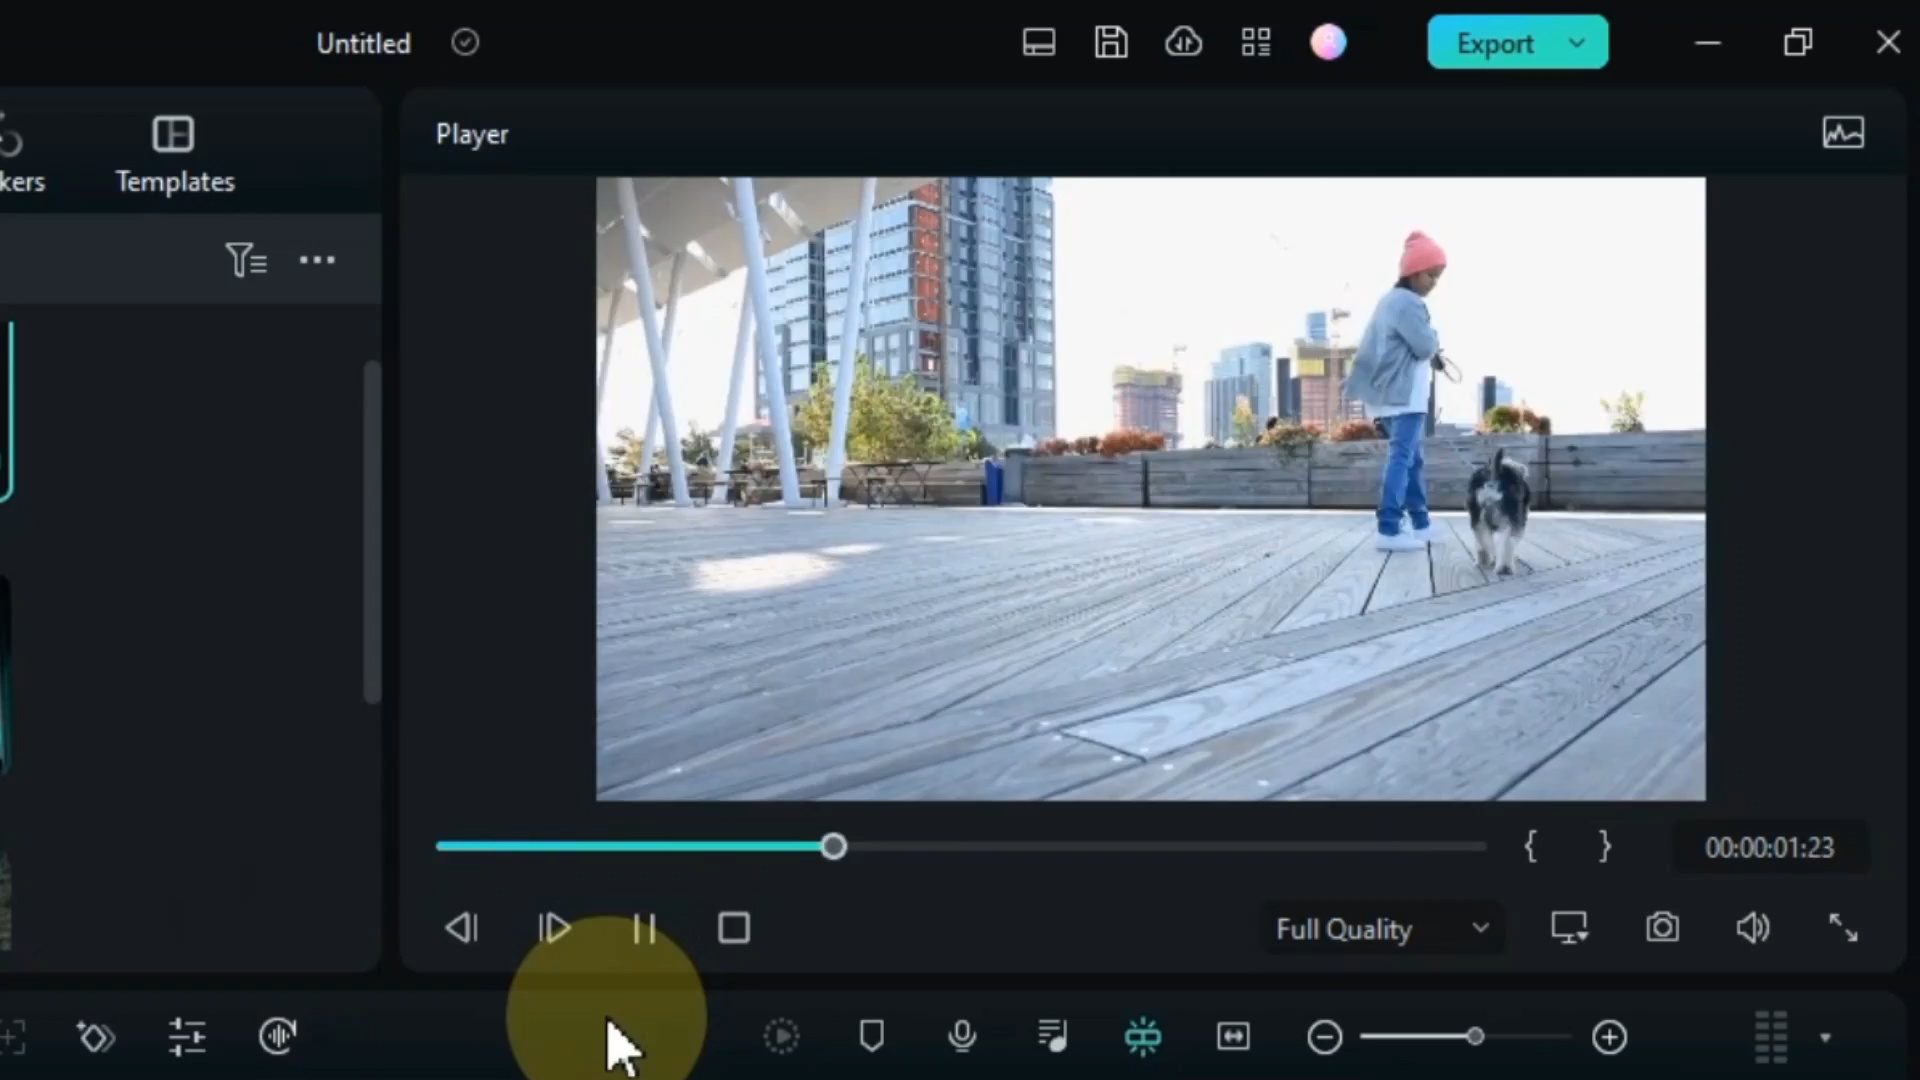 Untitled
Export
Player
kers
Templates
00:00:01:23
Full Quality